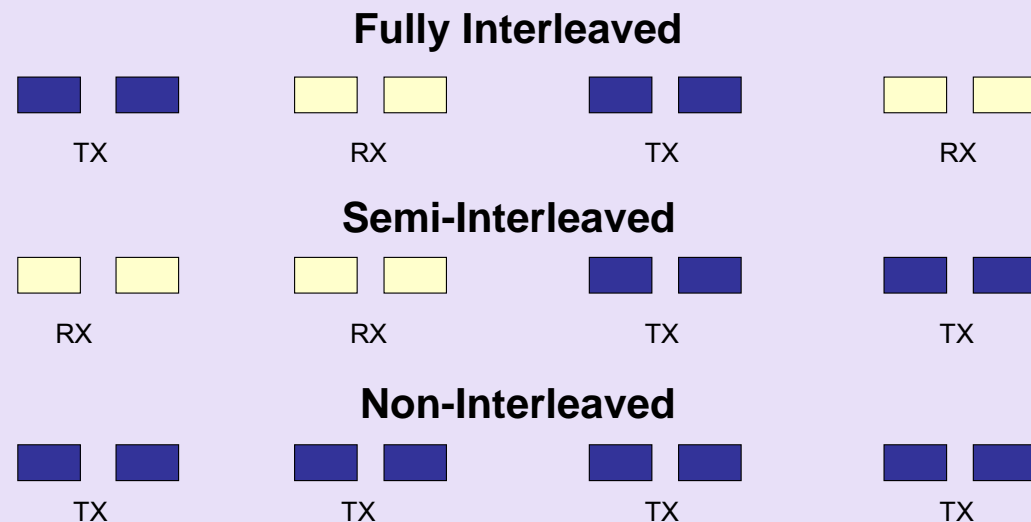 Fully Interleaved
TX RX TX RX
Semi-Interleaved
RX RX TX TX
Non-Interleaved
TX TX TX TX